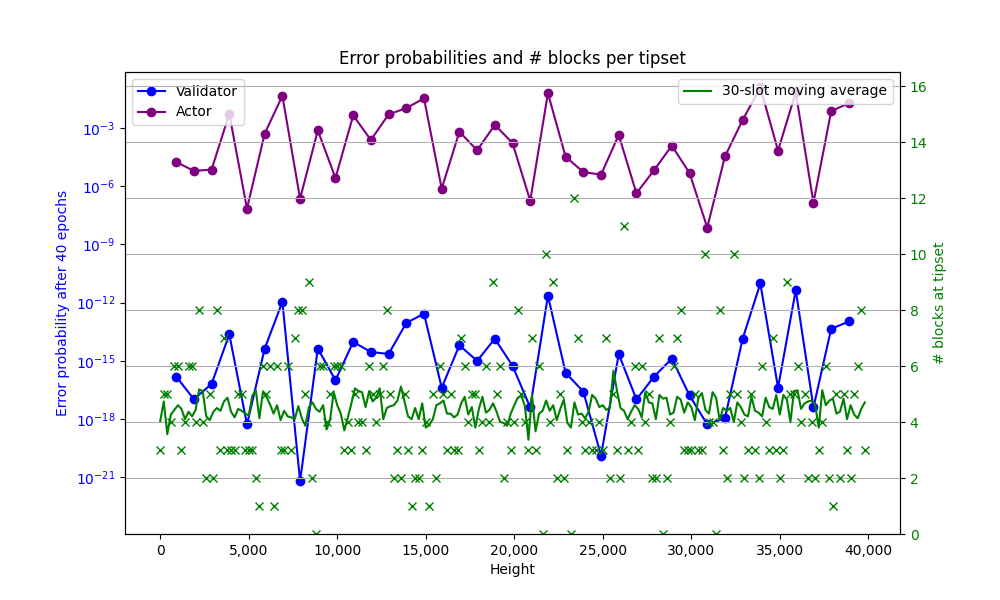 Error probabilities and # blocks per tipset
Validator
Actor
30-slot moving average
Error probability after 40 epochs
10⁻³
10⁻⁶
10⁻⁹
10⁻¹²
10⁻¹⁵
10⁻¹⁸
10⁻²¹
16
14
12
10
8
6
4
2
0
# blocks at tipset
0 5,000 10,000 15,000 20,000 25,000 30,000 35,000 40,000
Height